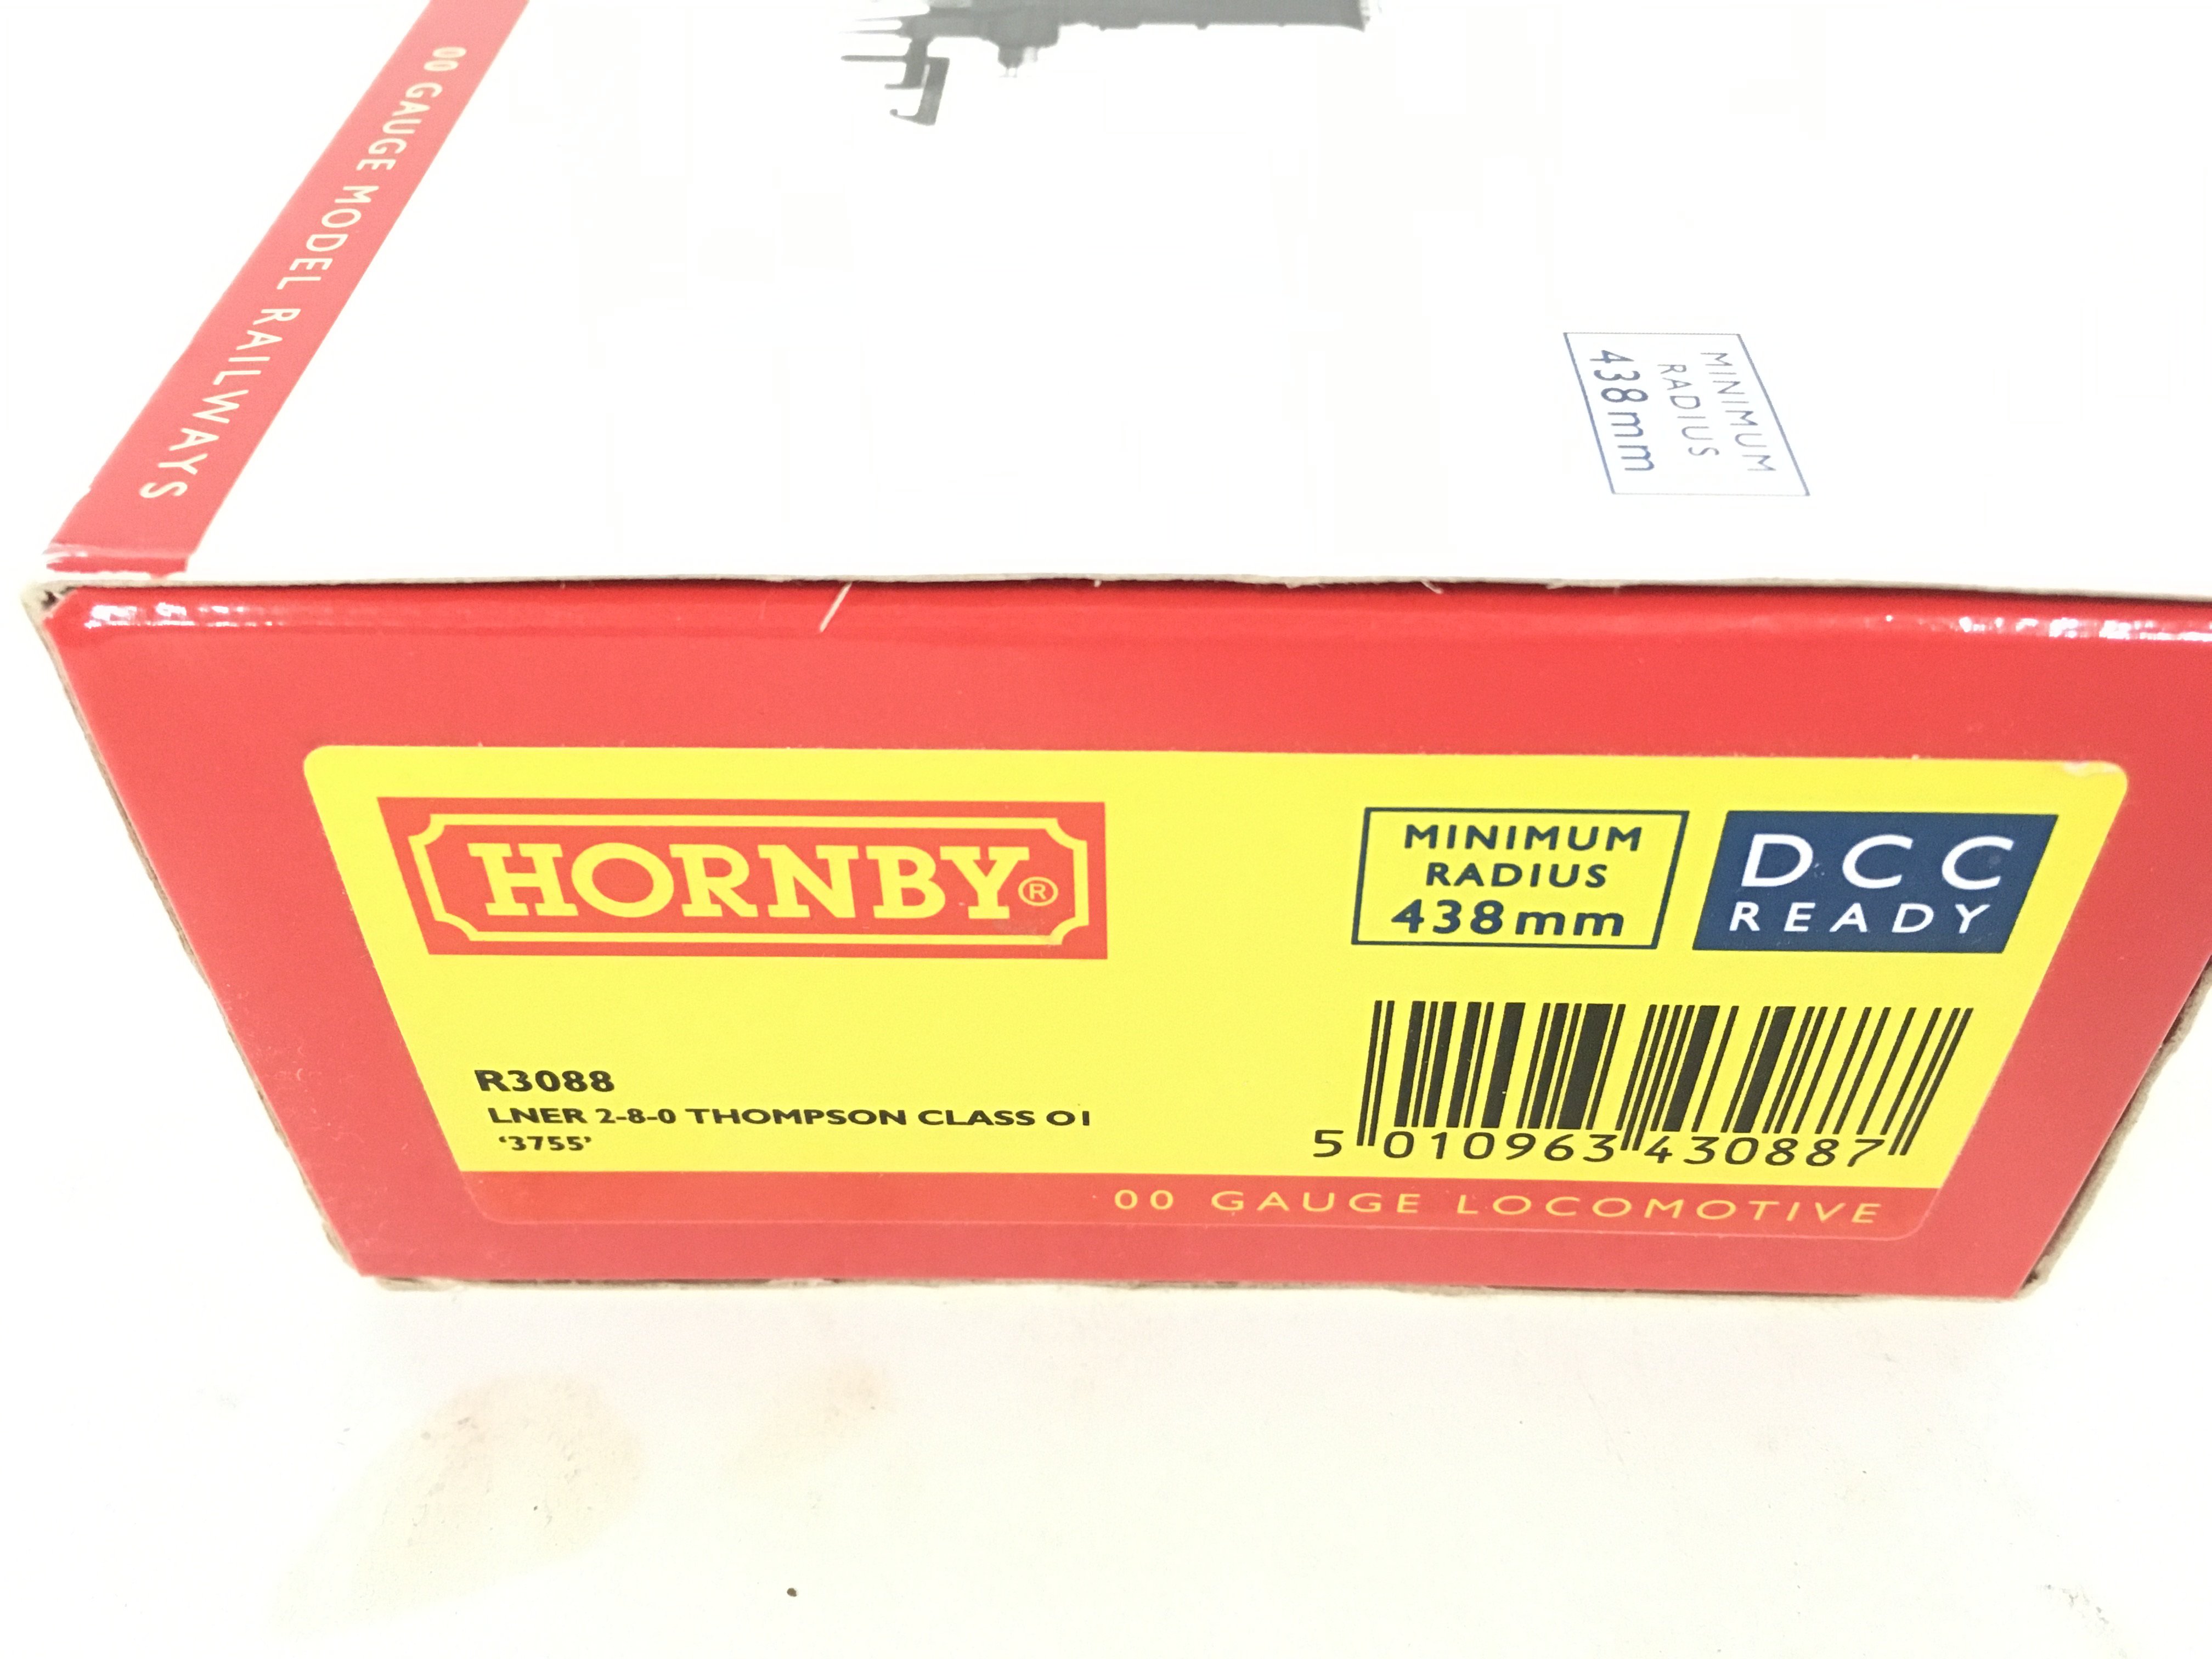 00 GAUGE MODEL RAILWAYS
MINIMUM
RADIUS
438mm
HORNBY®
MINIMUM
RADIUS
438mm
DCC
READY
R3088
LNER 2-8-0 THOMPSON CLASS O1
‘3755’
5 010963 430887
00 GAUGE LOCOMOTIVE